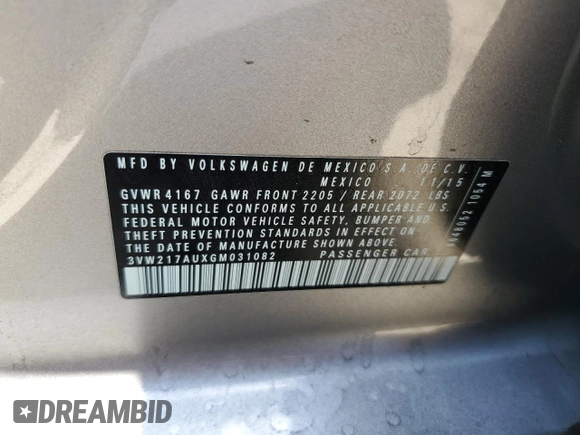 MFD BY VOLKSWAGEN DE MEXICO S.A. DE C.V.
MEXICO 11/15
GVWR 4167 GAWR FRONT 2205 / REAR 2072 LBS
THIS VEHICLE CONFORMS TO ALL APPLICABLE
FEDERAL MOTOR VEHICLE SAFETY, BUMPER AND
THEFT PREVENTION STANDARDS IN EFFECT ON
DATE OF MANUFACTURE SHOWN ABOVE.
3VW217AUXGM031082 PASSENGER CAR
1054 M
DREAMBID